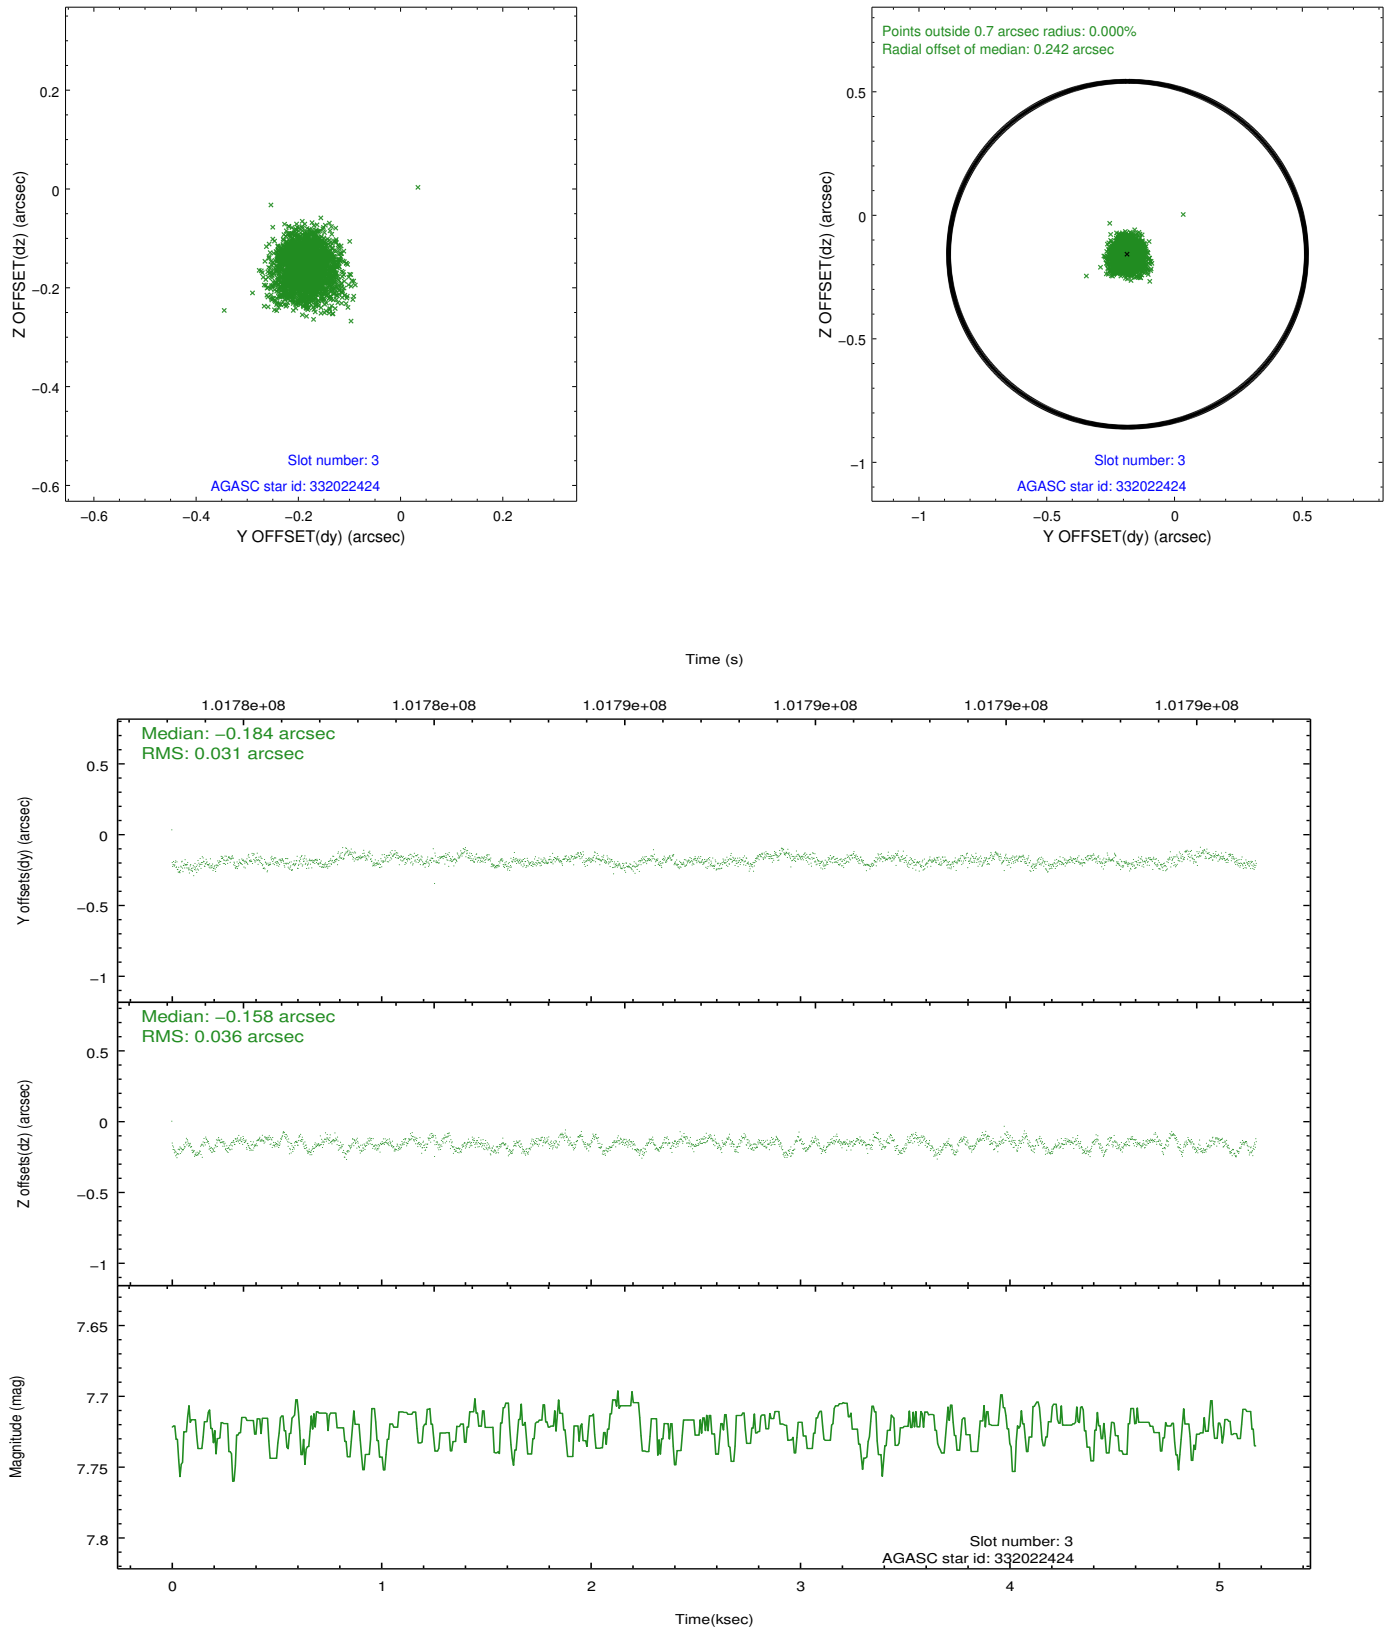 0.2
0
−0.2
−0.4
−0.6
Z OFFSET(dz) (arcsec)
Slot number: 3
AGASC star id: 332022424
−0.6
−0.4
−0.2
0
0.2
Y OFFSET(dy) (arcsec)
Points outside 0.7 arcsec radius: 0.000%
Radial offset of median: 0.242 arcsec
0.5
0
−0.5
−1
Z OFFSET(dz) (arcsec)
Slot number: 3
AGASC star id: 332022424
−1
−0.5
0
0.5
Y OFFSET(dy) (arcsec)
Time (s)
1.0178e+08
1.0178e+08
1.0179e+08
1.0179e+08
1.0179e+08
1.0179e+08
Median: −0.184 arcsec
RMS: 0.031 arcsec
0.5
0
−0.5
−1
Y offsets(dy) (arcsec)
Median: −0.158 arcsec
RMS: 0.036 arcsec
0.5
0
−0.5
−1
Z offsets(dz) (arcsec)
7.65
7.7
7.75
7.8
Magnitude (mag)
Slot number: 3
AGASC star id: 332022424
0
1
2
3
4
5
Time(ksec)